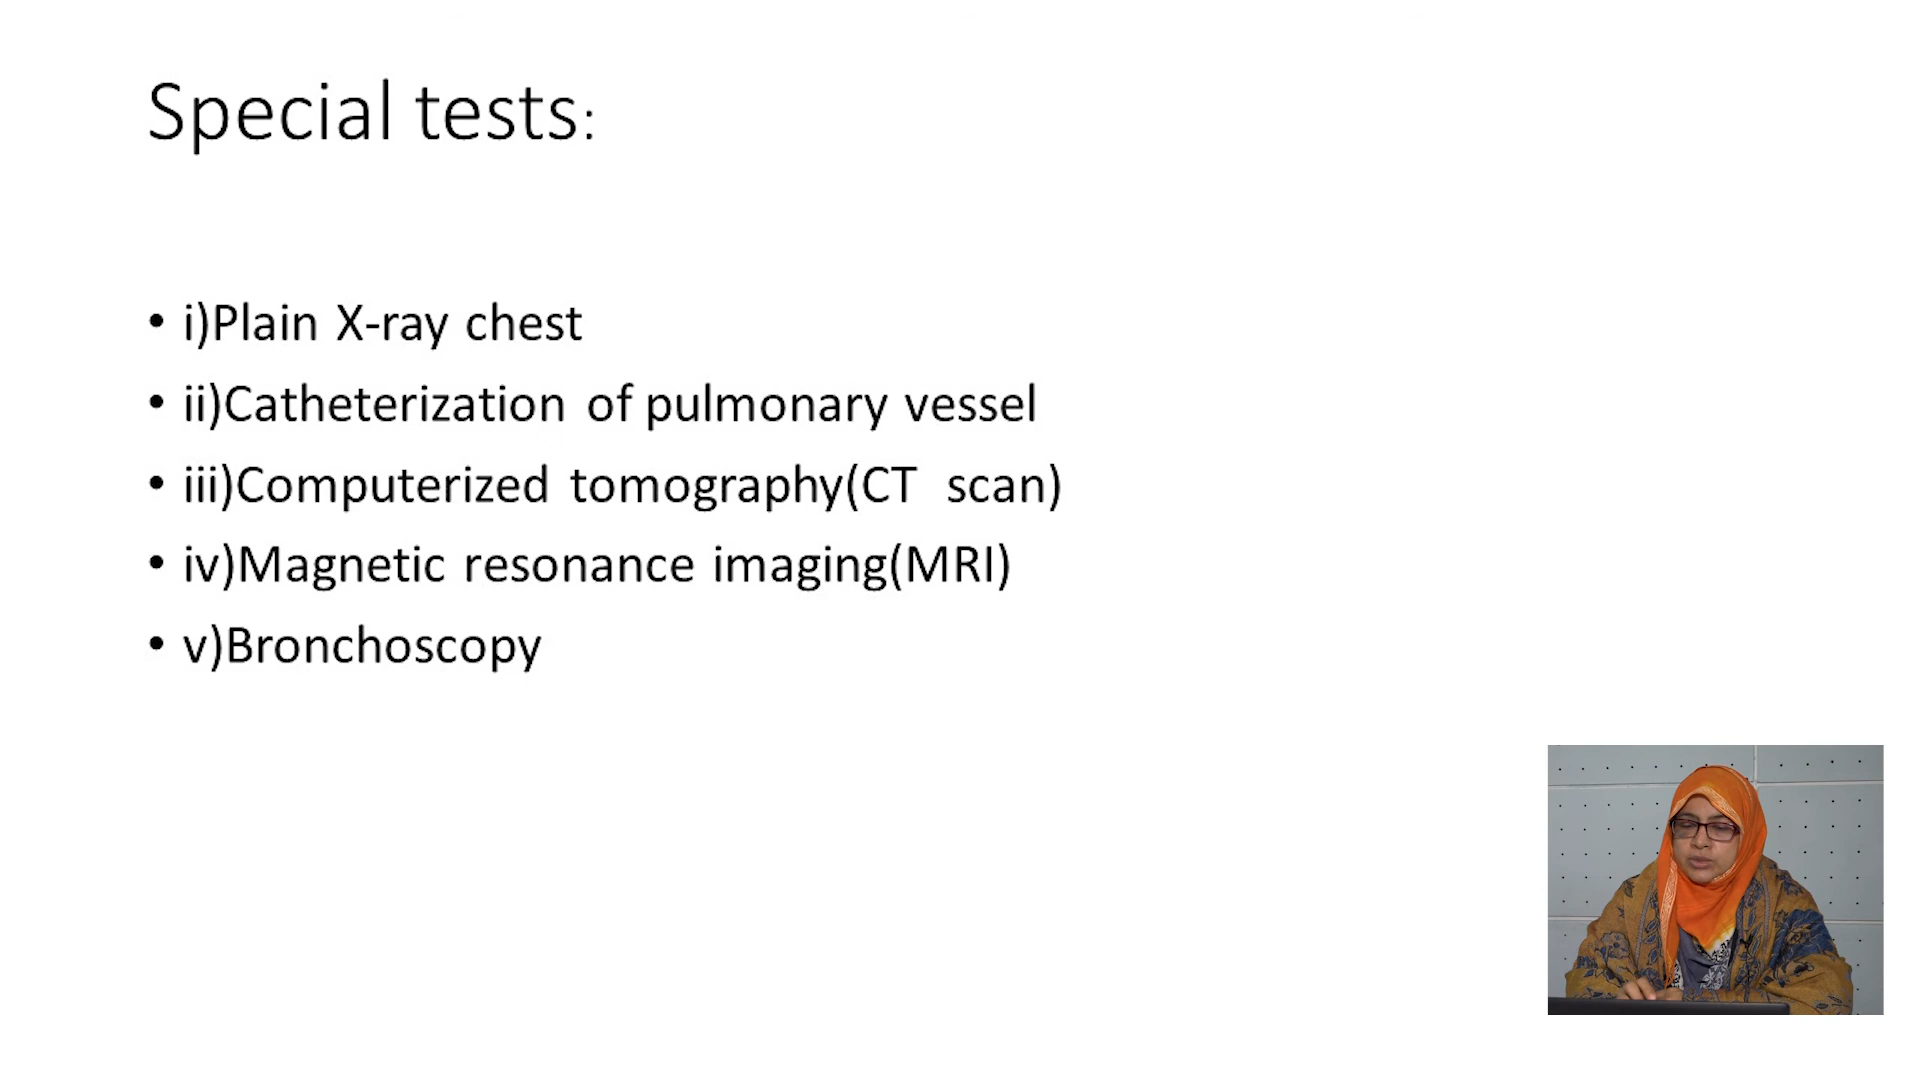 Special tests:
• i)Plain X-ray chest
• ii)Catheterization of pulmonary vessel
• iii)Computerized tomography(CT scan)
• iv)Magnetic resonance imaging(MRI)
• v)Bronchoscopy